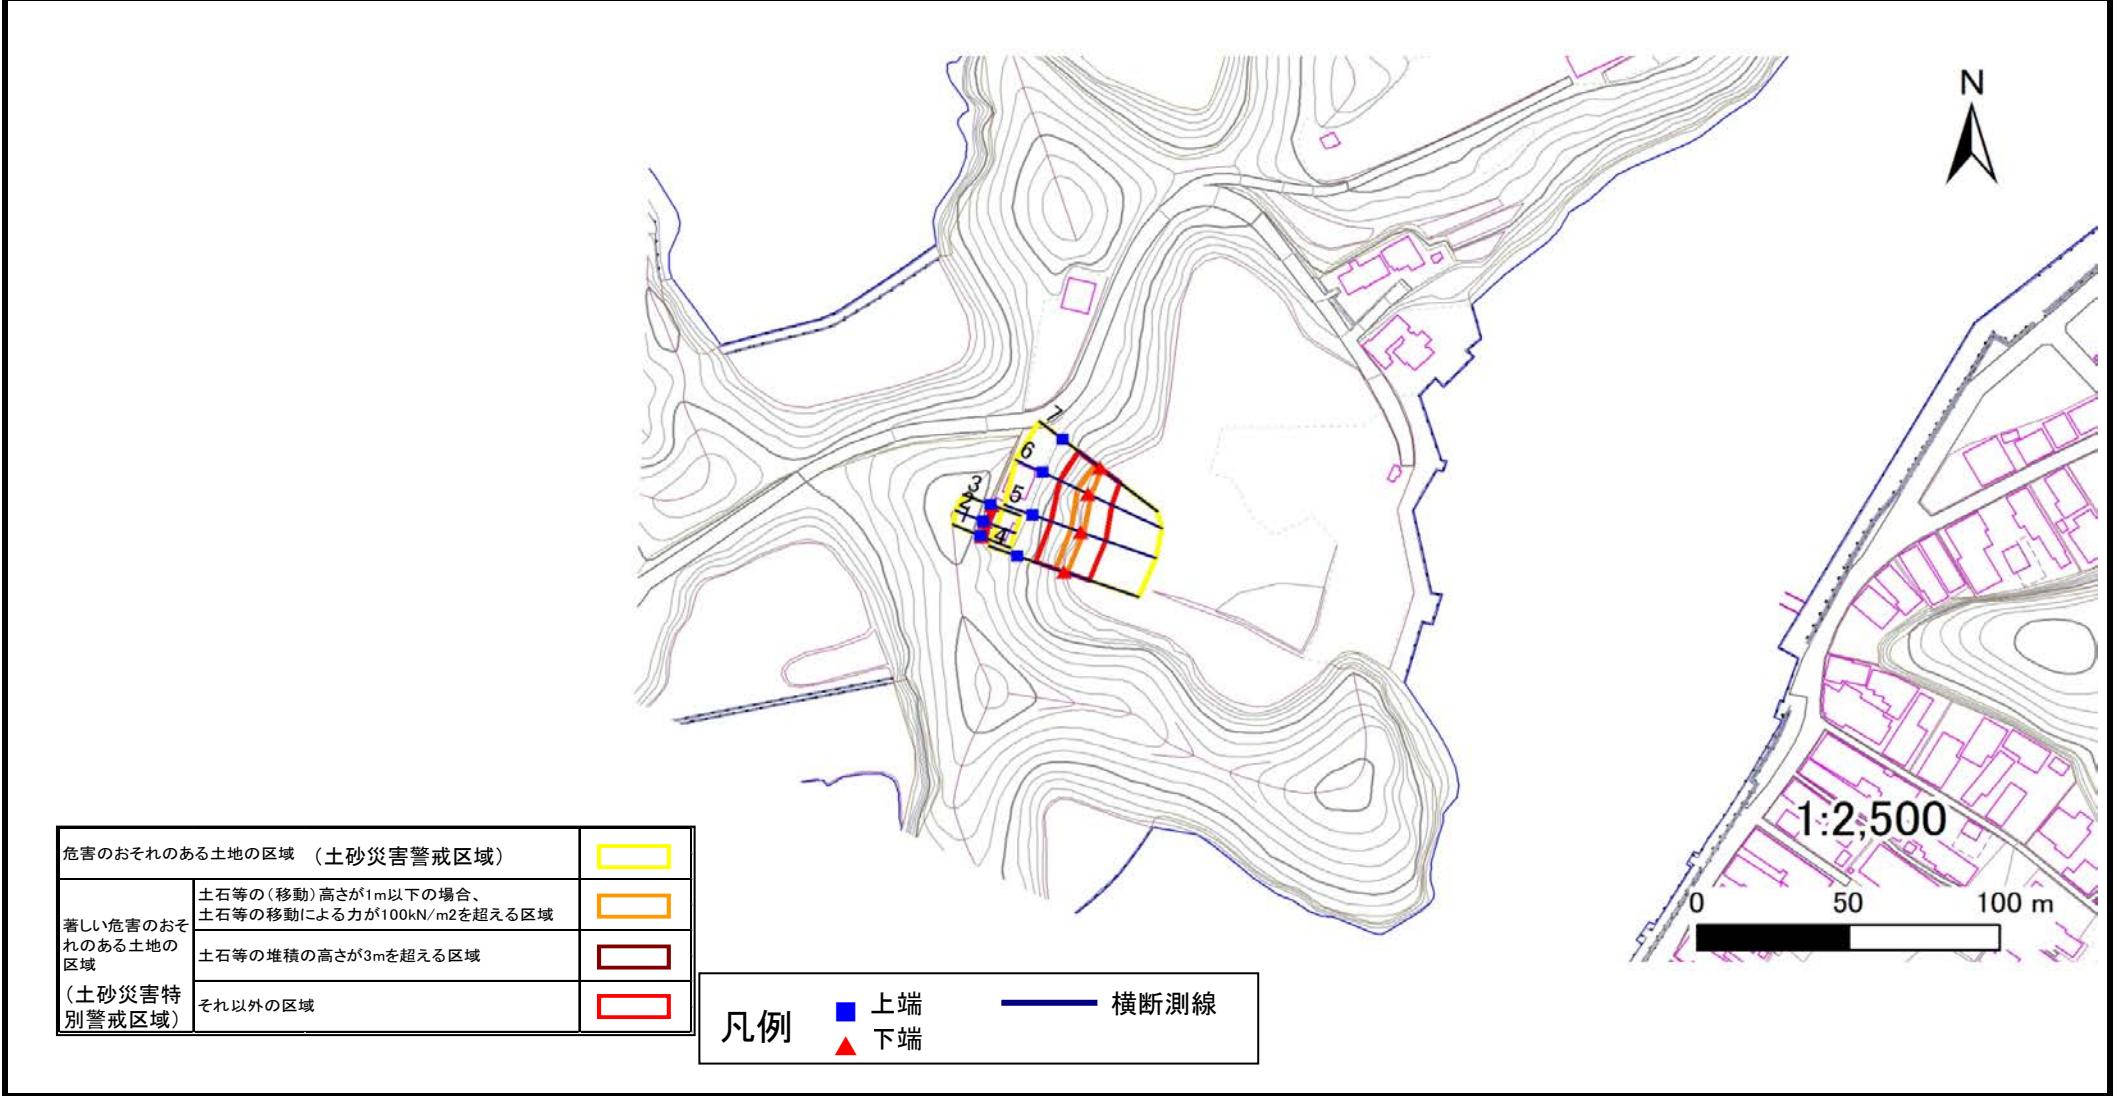 N
7
6
3
5
2
1
4
1:2,500
0 50 100 m
危害のおそれのある土地の区域 （土砂災害警戒区域）
著しい危害のおそ
れのある土地の
区域
（土砂災害特
別警戒区域）
土石等の（移動）高さが1m以下の場合、
土石等の移動による力が100kN/m2を超える区域
土石等の堆積の高さが3mを超える区域
それ以外の区域
凡例
上端
下端
横断測線